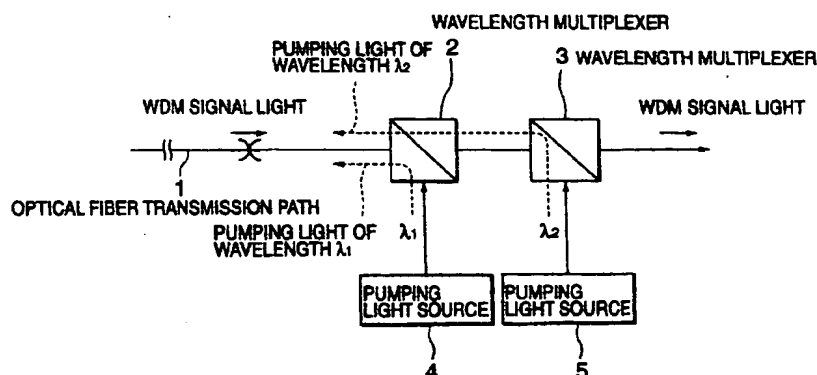 WAVELENGTH MULTIPLEXER
2
PUMPING LIGHT OF
WAVELENGTH λ2
3 WAVELENGTH MULTIPLEXER
WDM SIGNAL LIGHT
WDM SIGNAL LIGHT
1
OPTICAL FIBER TRANSMISSION PATH
PUMPING LIGHT OF
WAVELENGTH λ1
λ1
λ2
PUMPING
LIGHT SOURCE
PUMPING
LIGHT SOURCE
4
5